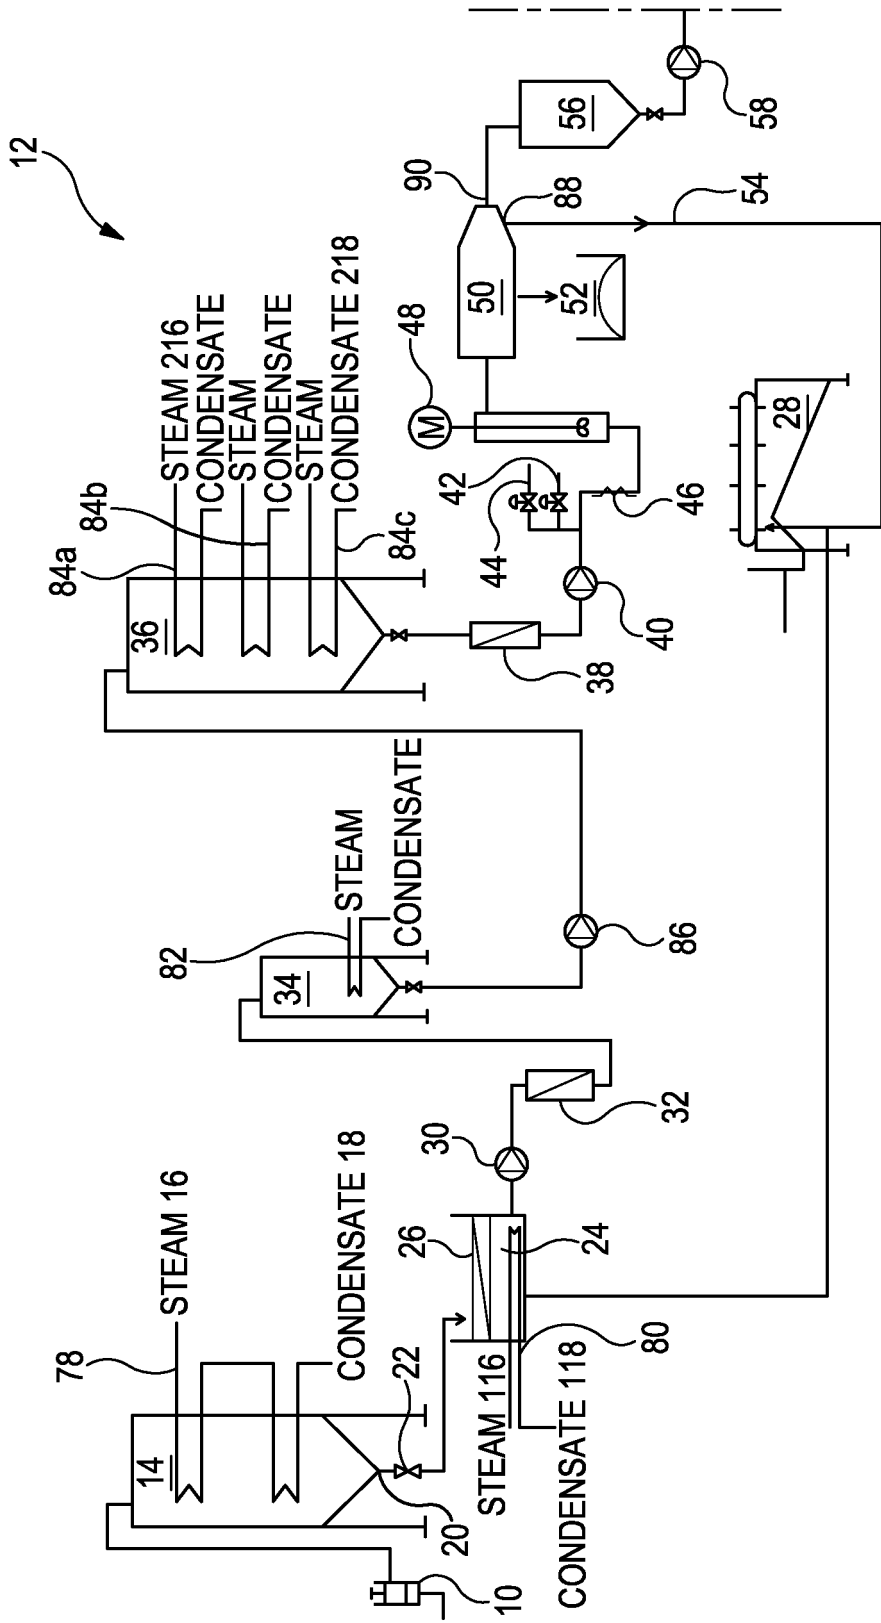 12
78
STEAM 16
14
CONDENSATE 18
22
20
10
STEAM 116
CONDENSATE 118
80
26
24
30
32
82
STEAM
CONDENSATE
34
86
84a
84b
STEAM 216
CONDENSATE
STEAM
CONDENSATE
STEAM
CONDENSATE 218
84c
36
38
40
44
42
46
48
M
50
52
90
88
54
56
58
28